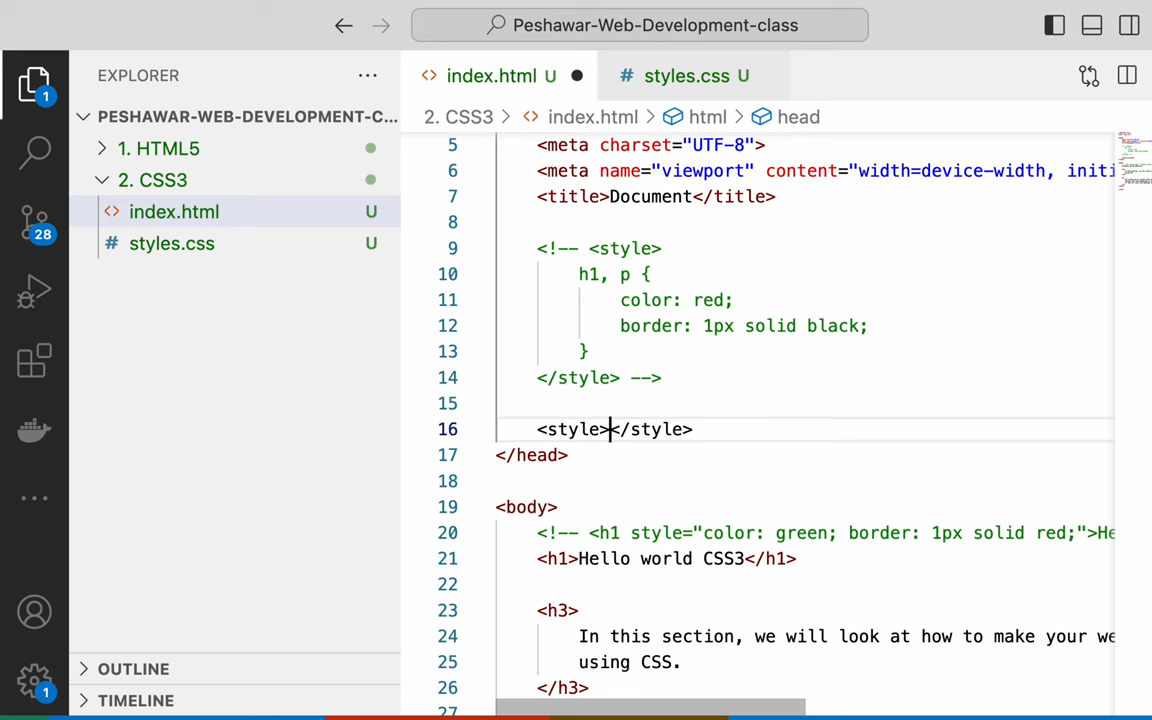 Peshawar-Web-Development-class
EXPLORER
PESHAWAR-WEB-DEVELOPMENT-C...
1. HTML5
2. CSS3
index.html U
# styles.css U
OUTLINE
TIMELINE
1
28
1
<> index.html U
# styles.css U
2. CSS3 > <> index.html > html > head
5 <meta charset="UTF-8">
6 <meta name="viewport" content="width=device-width, initi
7 <title>Document</title>
8
9 <!-- <style>
10 h1, p {
11 color: red;
12 border: 1px solid black;
13 }
14 </style> -->
15
16 <style></style>
17 </head>
18
19 <body>
20 <!-- <h1 style="color: green; border: 1px solid red;">He
21 <h1>Hello world CSS3</h1>
22
23 <h3>
24 In this section, we will look at how to make your we
25 using CSS.
26 </h3>
27